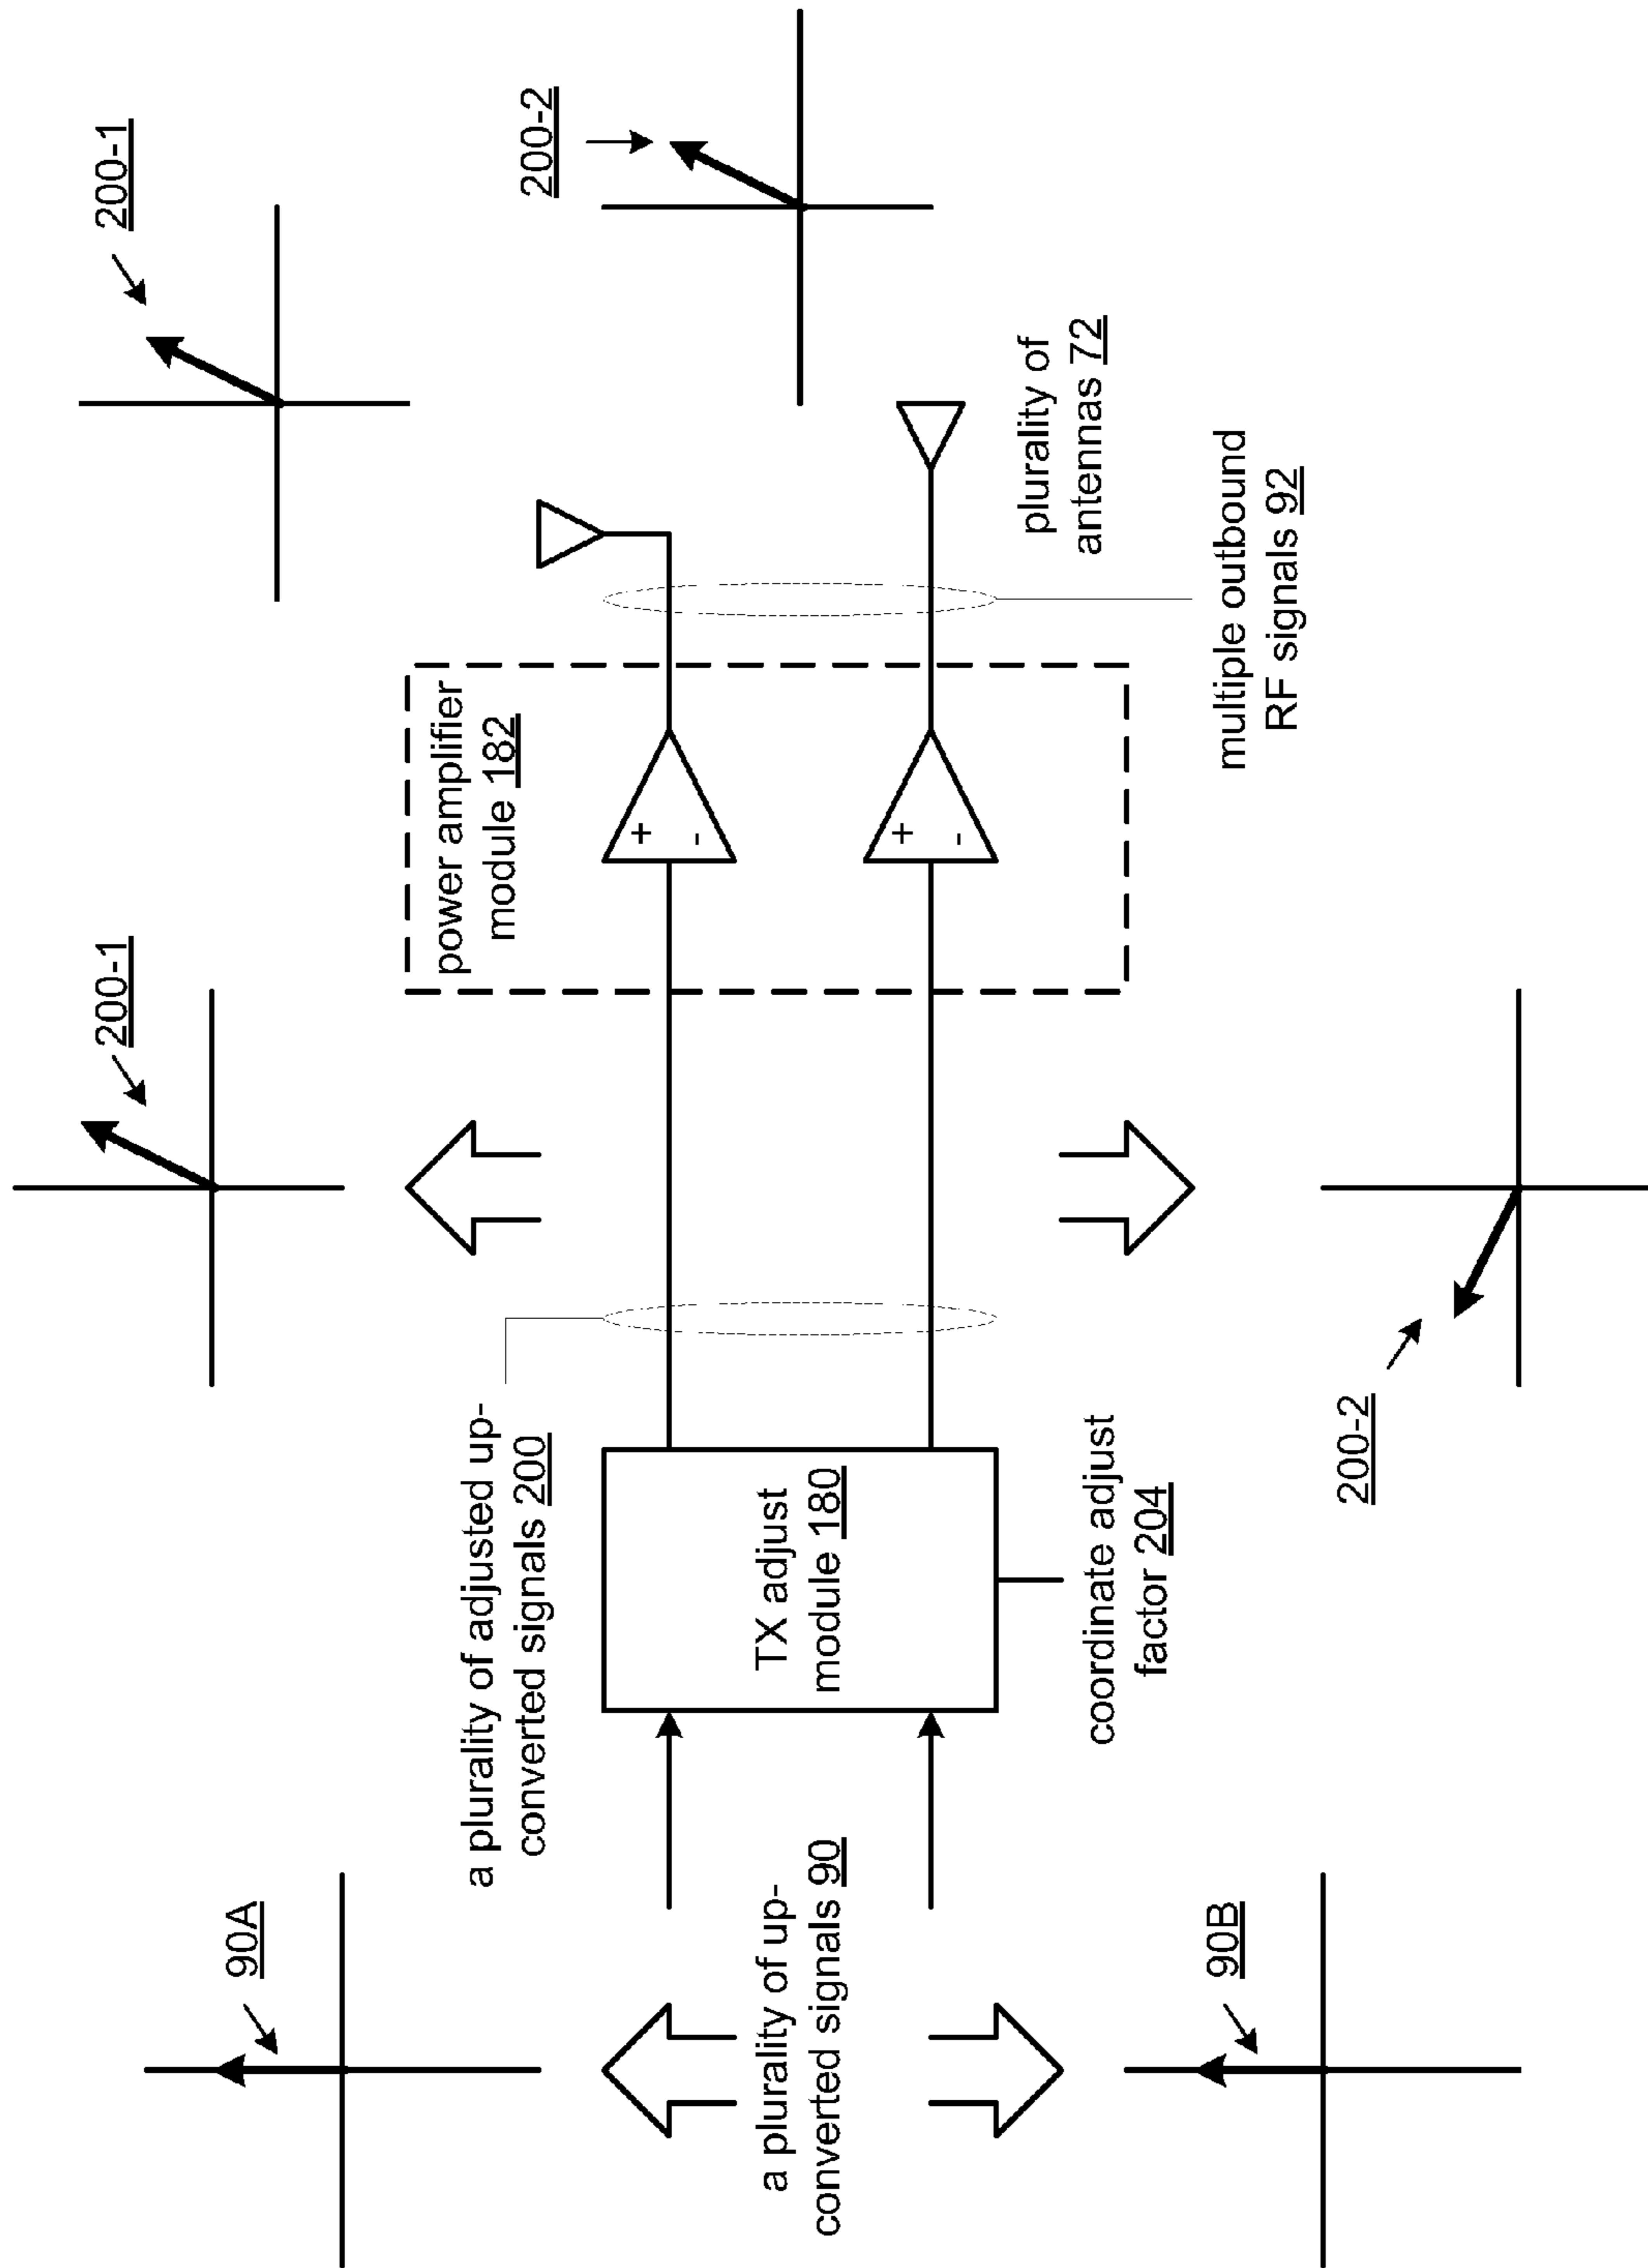 90A
a plurality of up-
converted signals 90
90B
a plurality of adjusted up-
converted signals 200
TX adjust
module 180
coordinate adjust
factor 204
200-1
200-2
power amplifier
module 182
+
-
+
-
multiple outbound
RF signals 92
plurality of
antennas 72
200-1
200-2